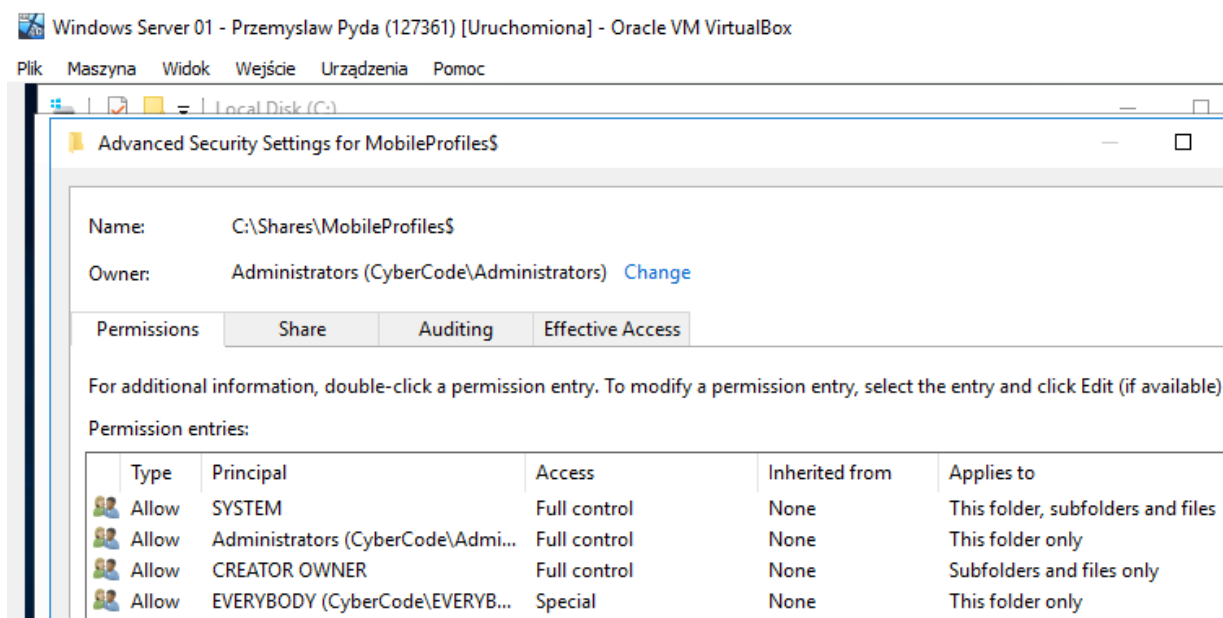 Windows Server 01 - Przemyslaw Pyda (127361) [Uruchomiona] - Oracle VM VirtualBox
Plik Maszyna Widok Wejście Urządzenia Pomoc
Local Disk (C:)
Advanced Security Settings for MobileProfiles$
Name: C:\Shares\MobileProfiles$
Owner: Administrators (CyberCode\Administrators) Change
Permissions Share Auditing Effective Access
For additional information, double-click a permission entry. To modify a permission entry, select the entry and click Edit (if available)
Permission entries:
Type Principal Access Inherited from Applies to
Allow SYSTEM Full control None This folder, subfolders and files
Allow Administrators (CyberCode\Admi... Full control None This folder only
Allow CREATOR OWNER Full control None Subfolders and files only
Allow EVERYBODY (CyberCode\EVERYB... Special None This folder only